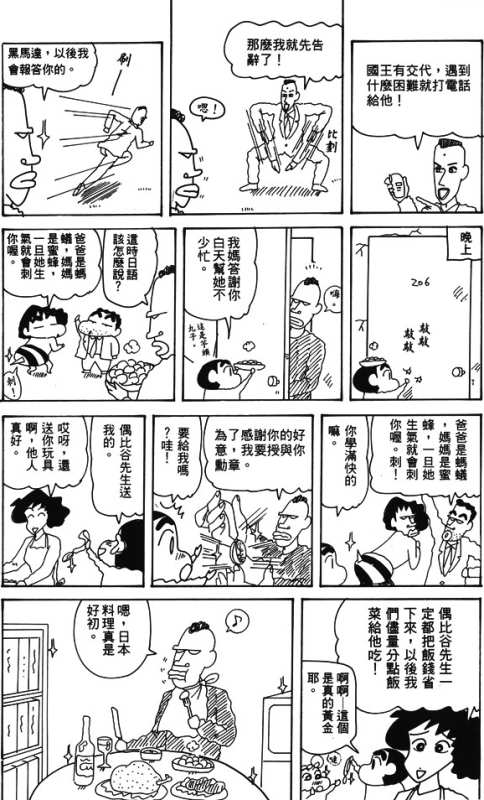 國王有交代，遇到
什麼困難就打電話
給他！
那麼我就先告
辭了！
嗯！
比劃
黑馬達，以後我
會報答你的。
刷
晚上
206
敲敲
敲敲
我媽答謝你
白天幫她不
少忙。
這是芋頭
丸子。
這時日語
該怎麼說？
爸爸是螞
蟻，媽媽
是蜜蜂，
一旦她生
氣就會刺
你喔。
刺！
爸爸是螞蟻
，媽媽是蜜
蜂，一旦她
生氣就會刺
你喔。刺！
你學滿快的
嘛。
為了感謝你的好
意，我要授與你
勳章。
要給我嗎
？哇！
偶比谷先生送
我的。
哎呀，還
送你玩具
啊，他人
真好。
偶比谷先生一
定都把飯錢省
下來，以後我
們儘量分點飯
菜給他吃！
啊啊─這個
是真的黃金
耶。
嗯，日本
料理真是
好初。